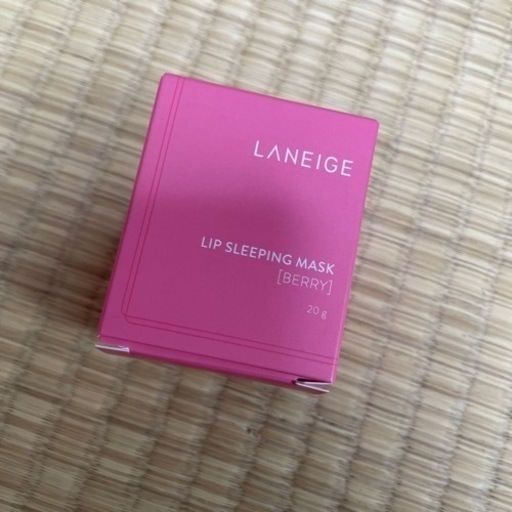 LANEIGE
LIP SLEEPING MASK
[BERRY]
20 g